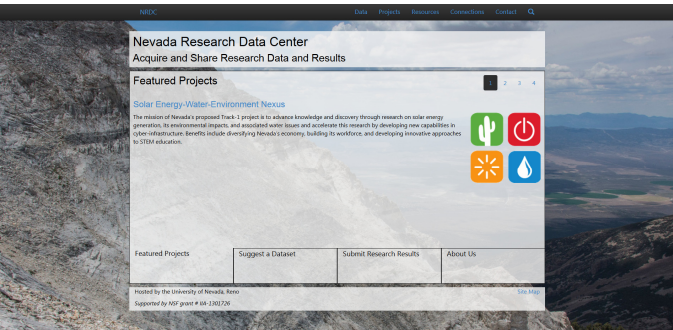 NRDC Data Projects Resources Connections Contact
Nevada Research Data Center
Acquire and Share Research Data and Results
Featured Projects 1 2 3 4
Solar Energy-Water-Environment Nexus
The mission of Nevada's proposed Track-1 project is to advance knowledge and discovery through research on solar energy
generation, its environmental impacts, and associated water issues and accelerate this research by developing new capabilities in
cyber-infrastructure. Benefits include diversifying Nevada's economy, building its workforce, and developing innovative approaches
to STEM education.
Featured Projects Suggest a Dataset Submit Research Results About Us
Hosted by the University of Nevada, Reno Site Map
Supported by NSF grant # IIA-1301726